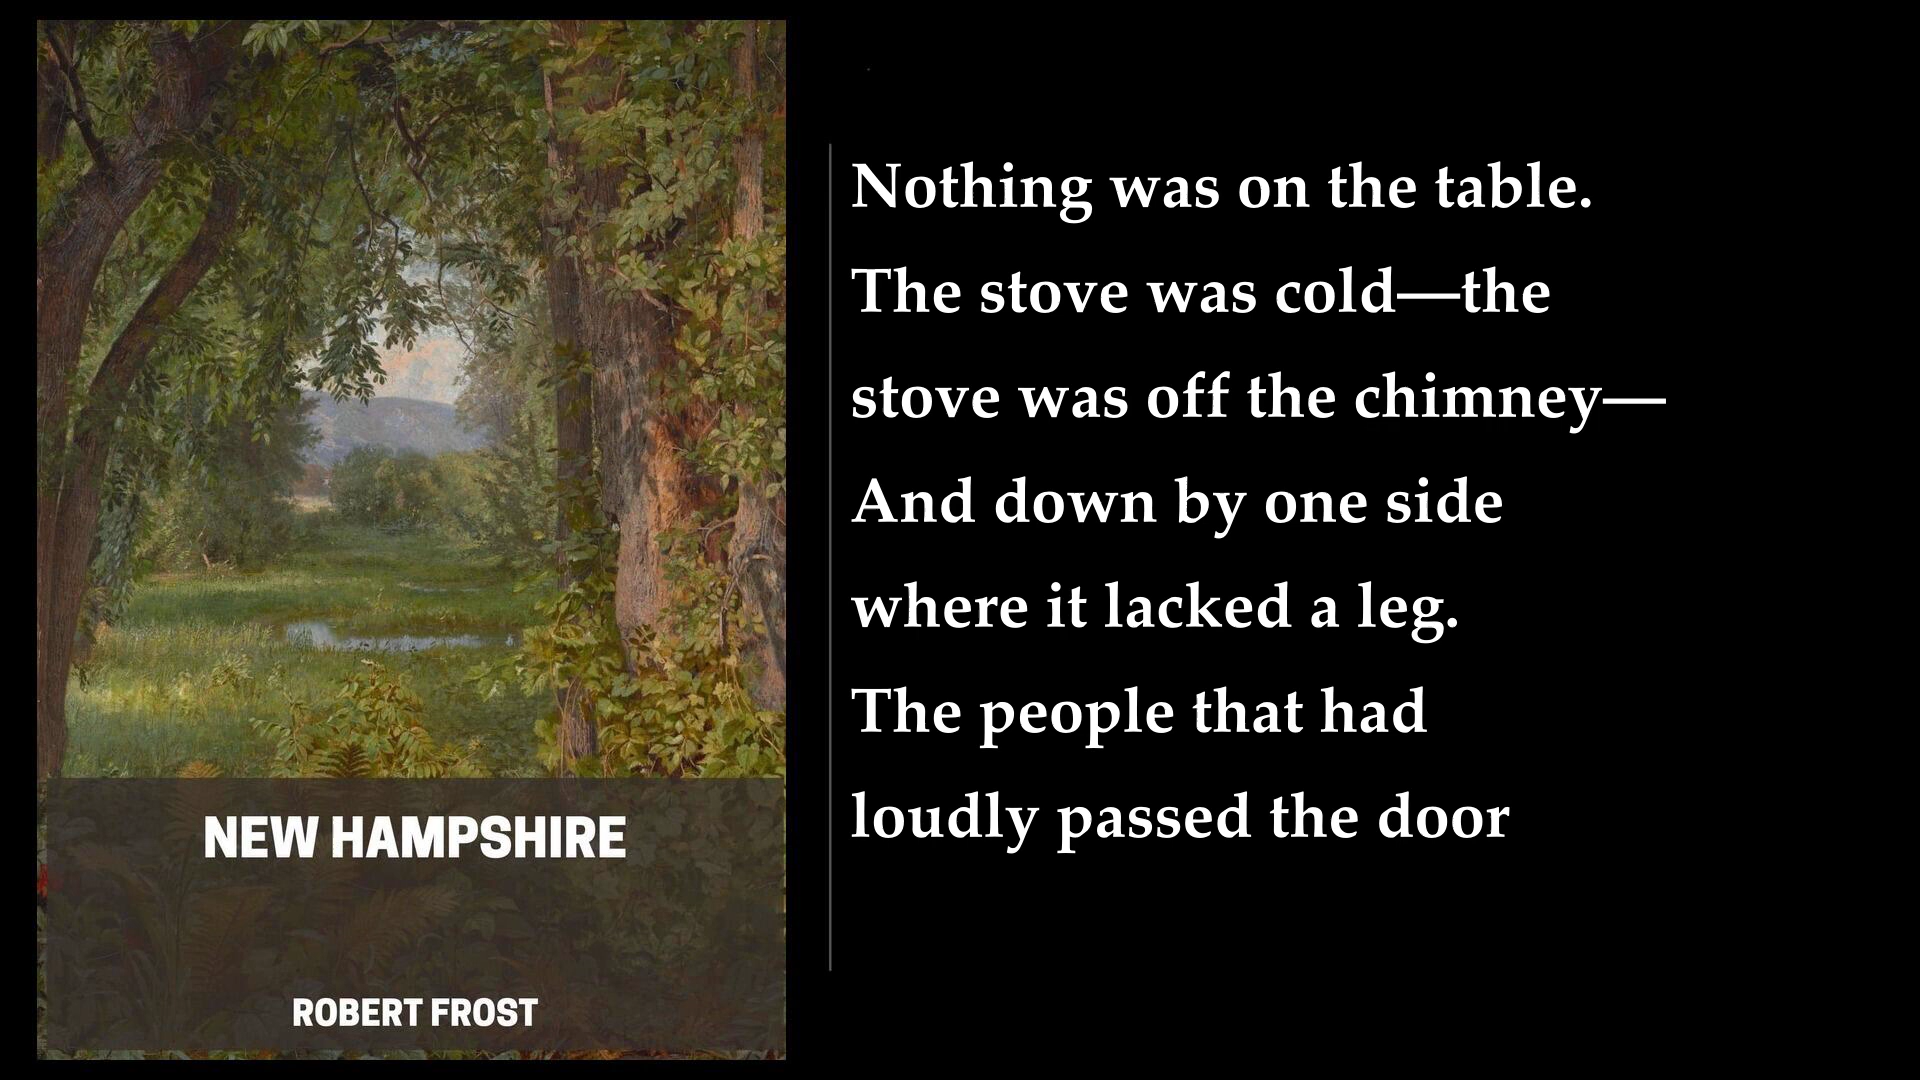 NEW HAMPSHIRE
ROBERT FROST
Nothing was on the table.
The stove was cold—the
stove was off the chimney—
And down by one side
where it lacked a leg.
The people that had
loudly passed the door